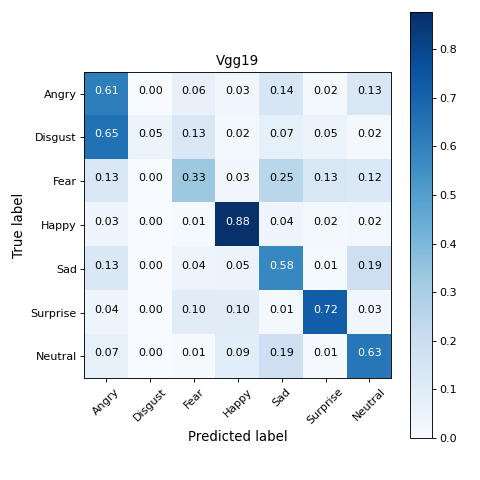 Vgg19
Angry 0.61 0.00 0.06 0.03 0.14 0.02 0.13
Disgust 0.65 0.05 0.13 0.02 0.07 0.05 0.02
Fear 0.13 0.00 0.33 0.03 0.25 0.13 0.12
Happy 0.03 0.00 0.01 0.88 0.04 0.02 0.02
Sad 0.13 0.00 0.04 0.05 0.58 0.01 0.19
Surprise 0.04 0.00 0.10 0.10 0.01 0.72 0.03
Neutral 0.07 0.00 0.01 0.09 0.19 0.01 0.63
True label
Angry Disgust Fear Happy Sad Surprise Neutral
Predicted label
0.8
0.7
0.6
0.5
0.4
0.3
0.2
0.1
0.0